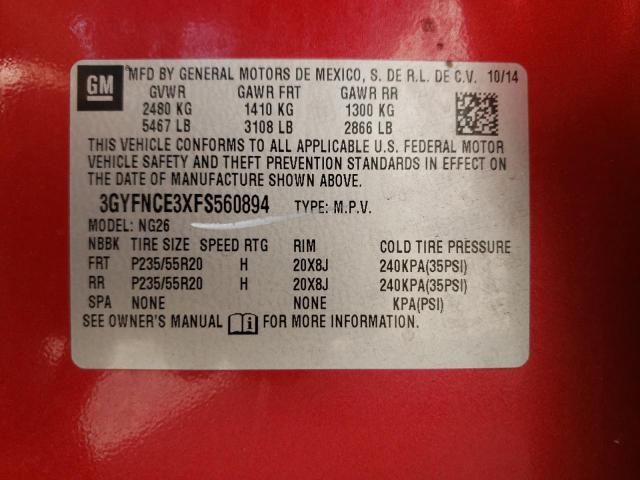 GM MFD BY GENERAL MOTORS DE MEXICO, S. DE R.L. DE C.V. 10/14
GVWR GAWR FRT GAWR RR
2480 KG 1410 KG 1300 KG
5467 LB 3108 LB 2866 LB
THIS VEHICLE CONFORMS TO ALL APPLICABLE U.S. FEDERAL MOTOR
VEHICLE SAFETY AND THEFT PREVENTION STANDARDS IN EFFECT ON
THE DATE OF MANUFACTURE SHOWN ABOVE.
3GYFNCE3XFS560894 TYPE: M.P.V.
MODEL: NG26
NBBK TIRE SIZE SPEED RTG RIM COLD TIRE PRESSURE
FRT P235/55R20 H 20X8J 240KPA(35PSI)
RR P235/55R20 H 20X8J 240KPA(35PSI)
SPA NONE NONE KPA(PSI)
SEE OWNER'S MANUAL FOR MORE INFORMATION.